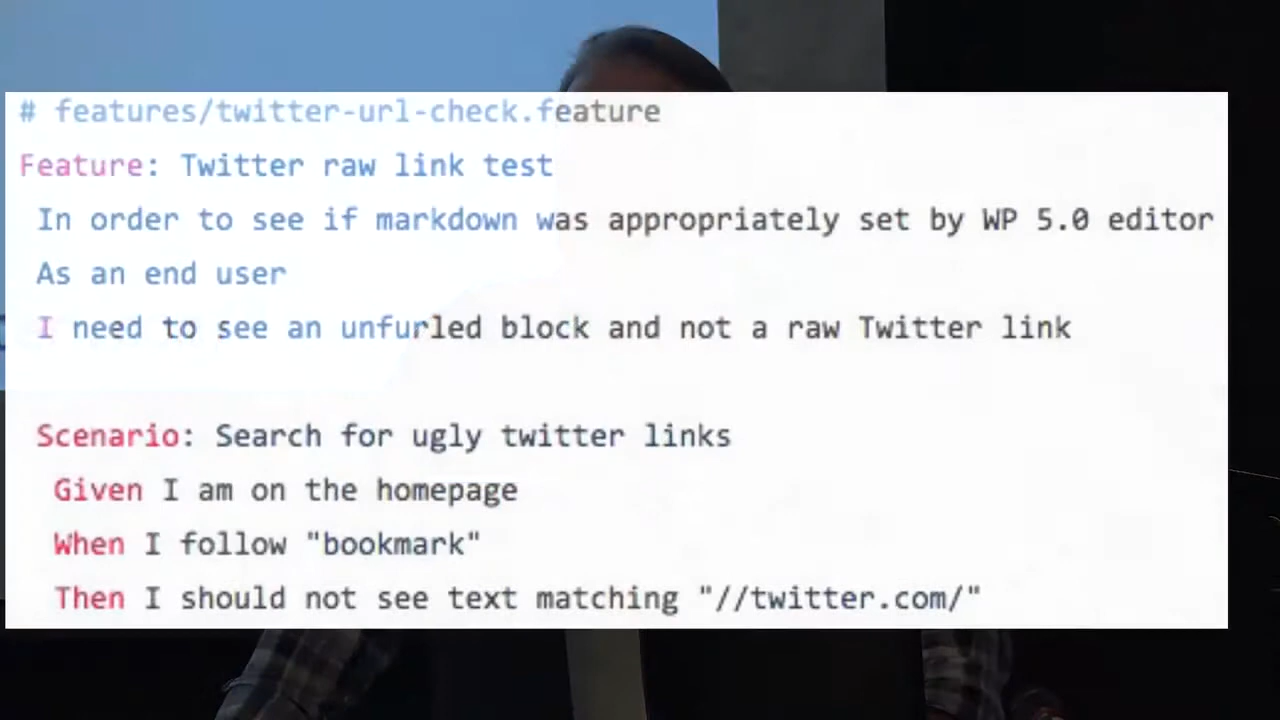 # features/twitter-url-check.feature
Feature: Twitter raw link test
In order to see if markdown was appropriately set by WP 5.0 editor
As an end user
I need to see an unfurled block and not a raw Twitter link
Scenario: Search for ugly twitter links
Given I am on the homepage
When I follow "bookmark"
Then I should not see text matching "//twitter.com/"